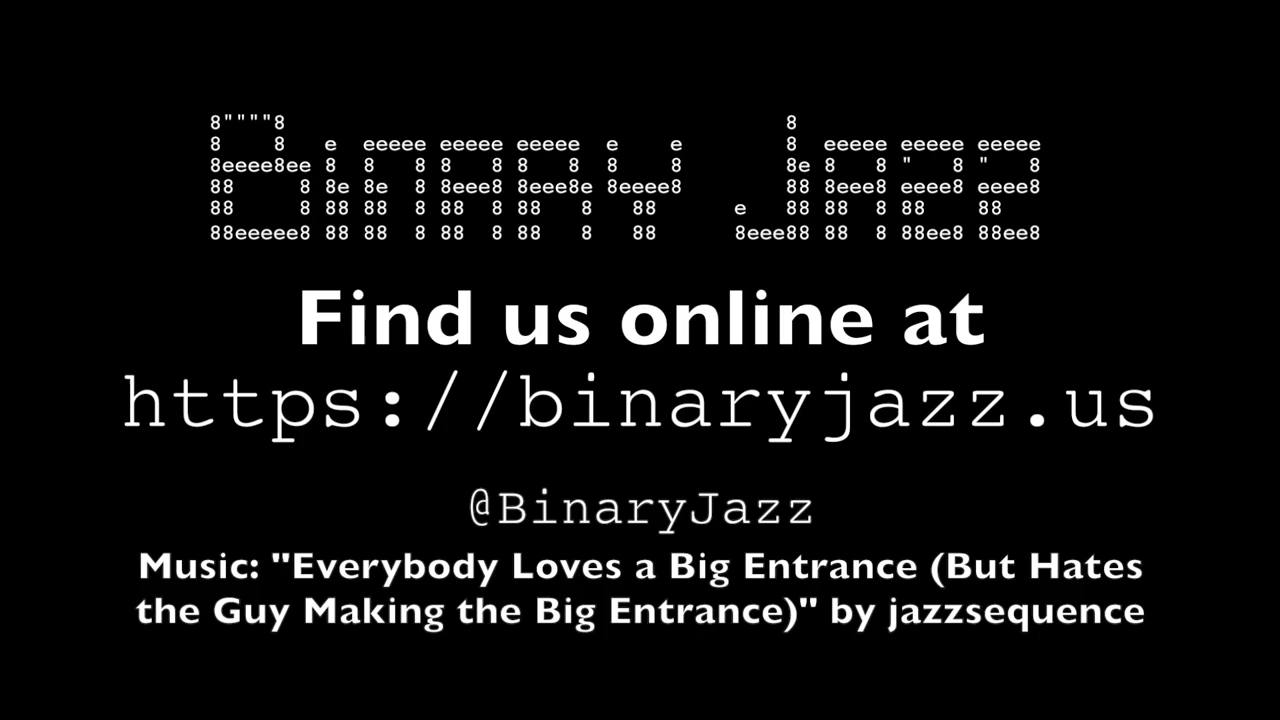 Binary Jazz
Find us online at
https://binaryjazz.us
@BinaryJazz
Music: "Everybody Loves a Big Entrance (But Hates
the Guy Making the Big Entrance)" by jazzsequence